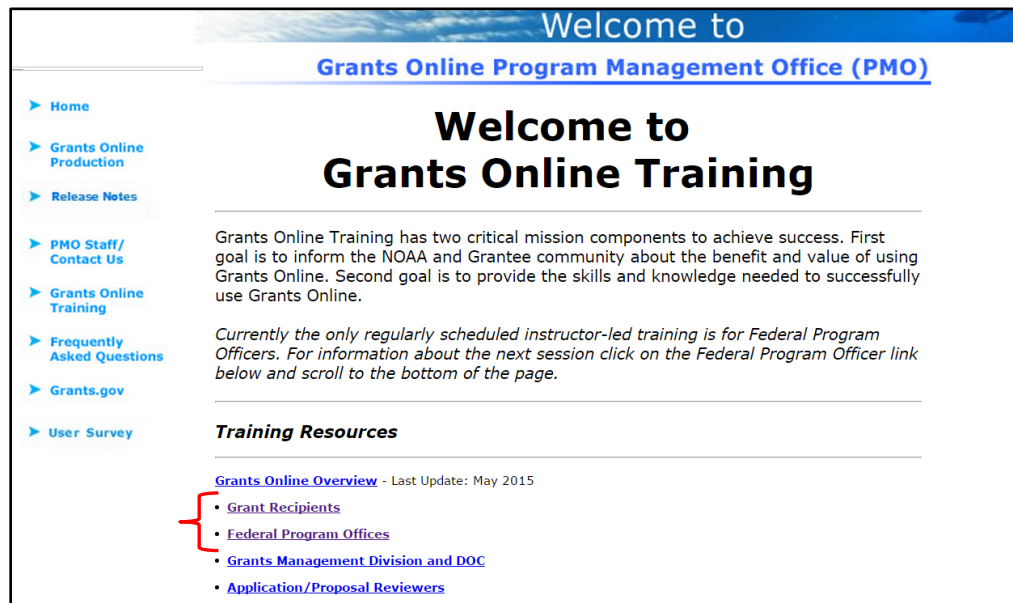 Welcome to
Grants Online Program Management Office (PMO)
Home
Grants Online
Production
Release Notes
PMO Staff/
Contact Us
Grants Online
Training
Frequently
Asked Questions
Grants.gov
User Survey
Welcome to
Grants Online Training
Grants Online Training has two critical mission components to achieve success. First
goal is to inform the NOAA and Grantee community about the benefit and value of using
Grants Online. Second goal is to provide the skills and knowledge needed to successfully
use Grants Online.
Currently the only regularly scheduled instructor-led training is for Federal Program
Officers. For information about the next session click on the Federal Program Officer link
below and scroll to the bottom of the page.
Training Resources
Grants Online Overview - Last Update: May 2015
• Grant Recipients
• Federal Program Offices
• Grants Management Division and DOC
• Application/Proposal Reviewers